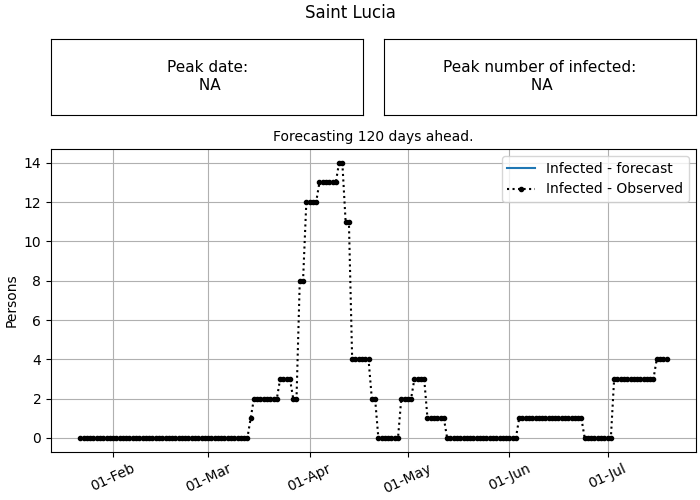 Saint Lucia
Peak date:
NA
Peak number of infected:
NA
Forecasting 120 days ahead.
Infected - forecast
Infected - Observed
Persons
14
12
10
8
6
4
2
0
01-Feb
01-Mar
01-Apr
01-May
01-Jun
01-Jul